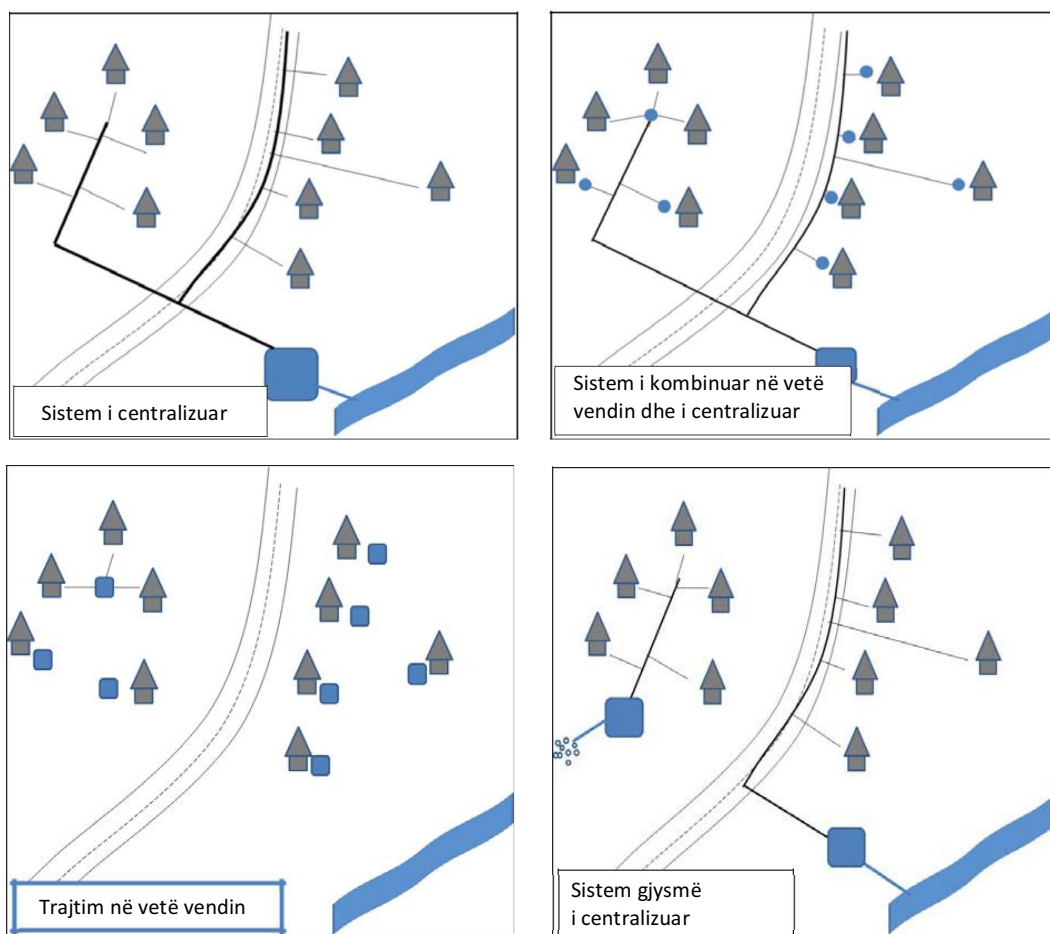 Sistem i centralizuar
Sistem i kombinuar në vetë
vendin dhe i centralizuar
Trajtim në vetë vendin
Sistem gjysmë
i centralizuar